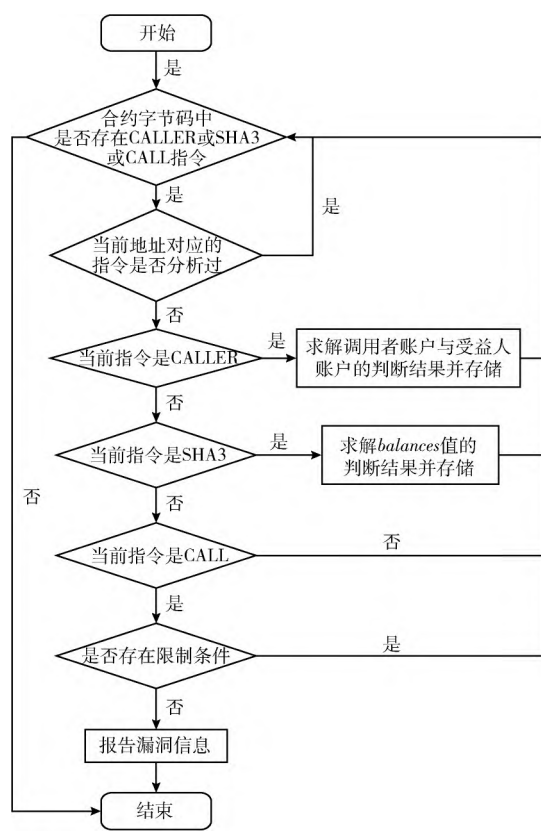 开始
是
合约字节码中
是否存在CALLER或SHA3
或CALL指令
是
是
当前地址对应的
指令是否分析过
否
当前指令是CALLER
是
求解调用者账户与受益人
账户的判断结果并存储
否
当前指令是SHA3
是
求解balances值的
判断结果并存储
否
否
当前指令是CALL
否
是
是否存在限制条件
是
否
报告漏洞信息
结束